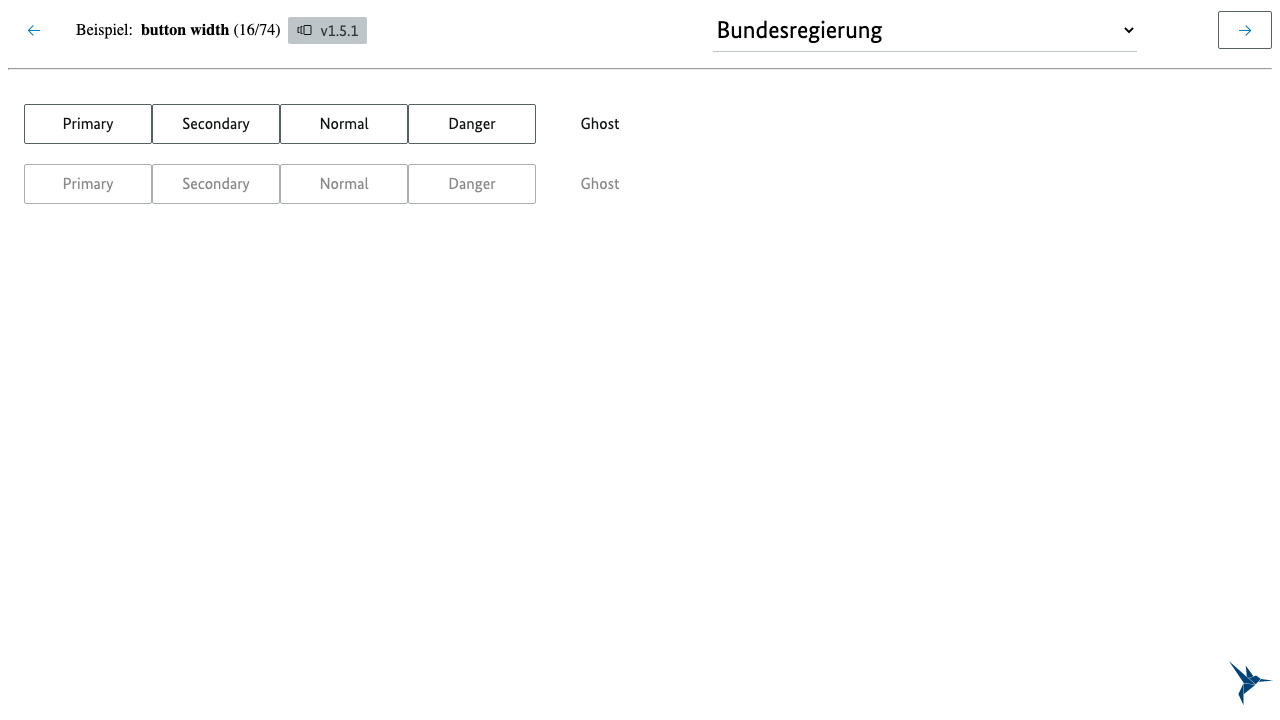 Beispiel: button width (16/74) v1.5.1 Bundesregierung
Primary Secondary Normal Danger Ghost
Primary Secondary Normal Danger Ghost